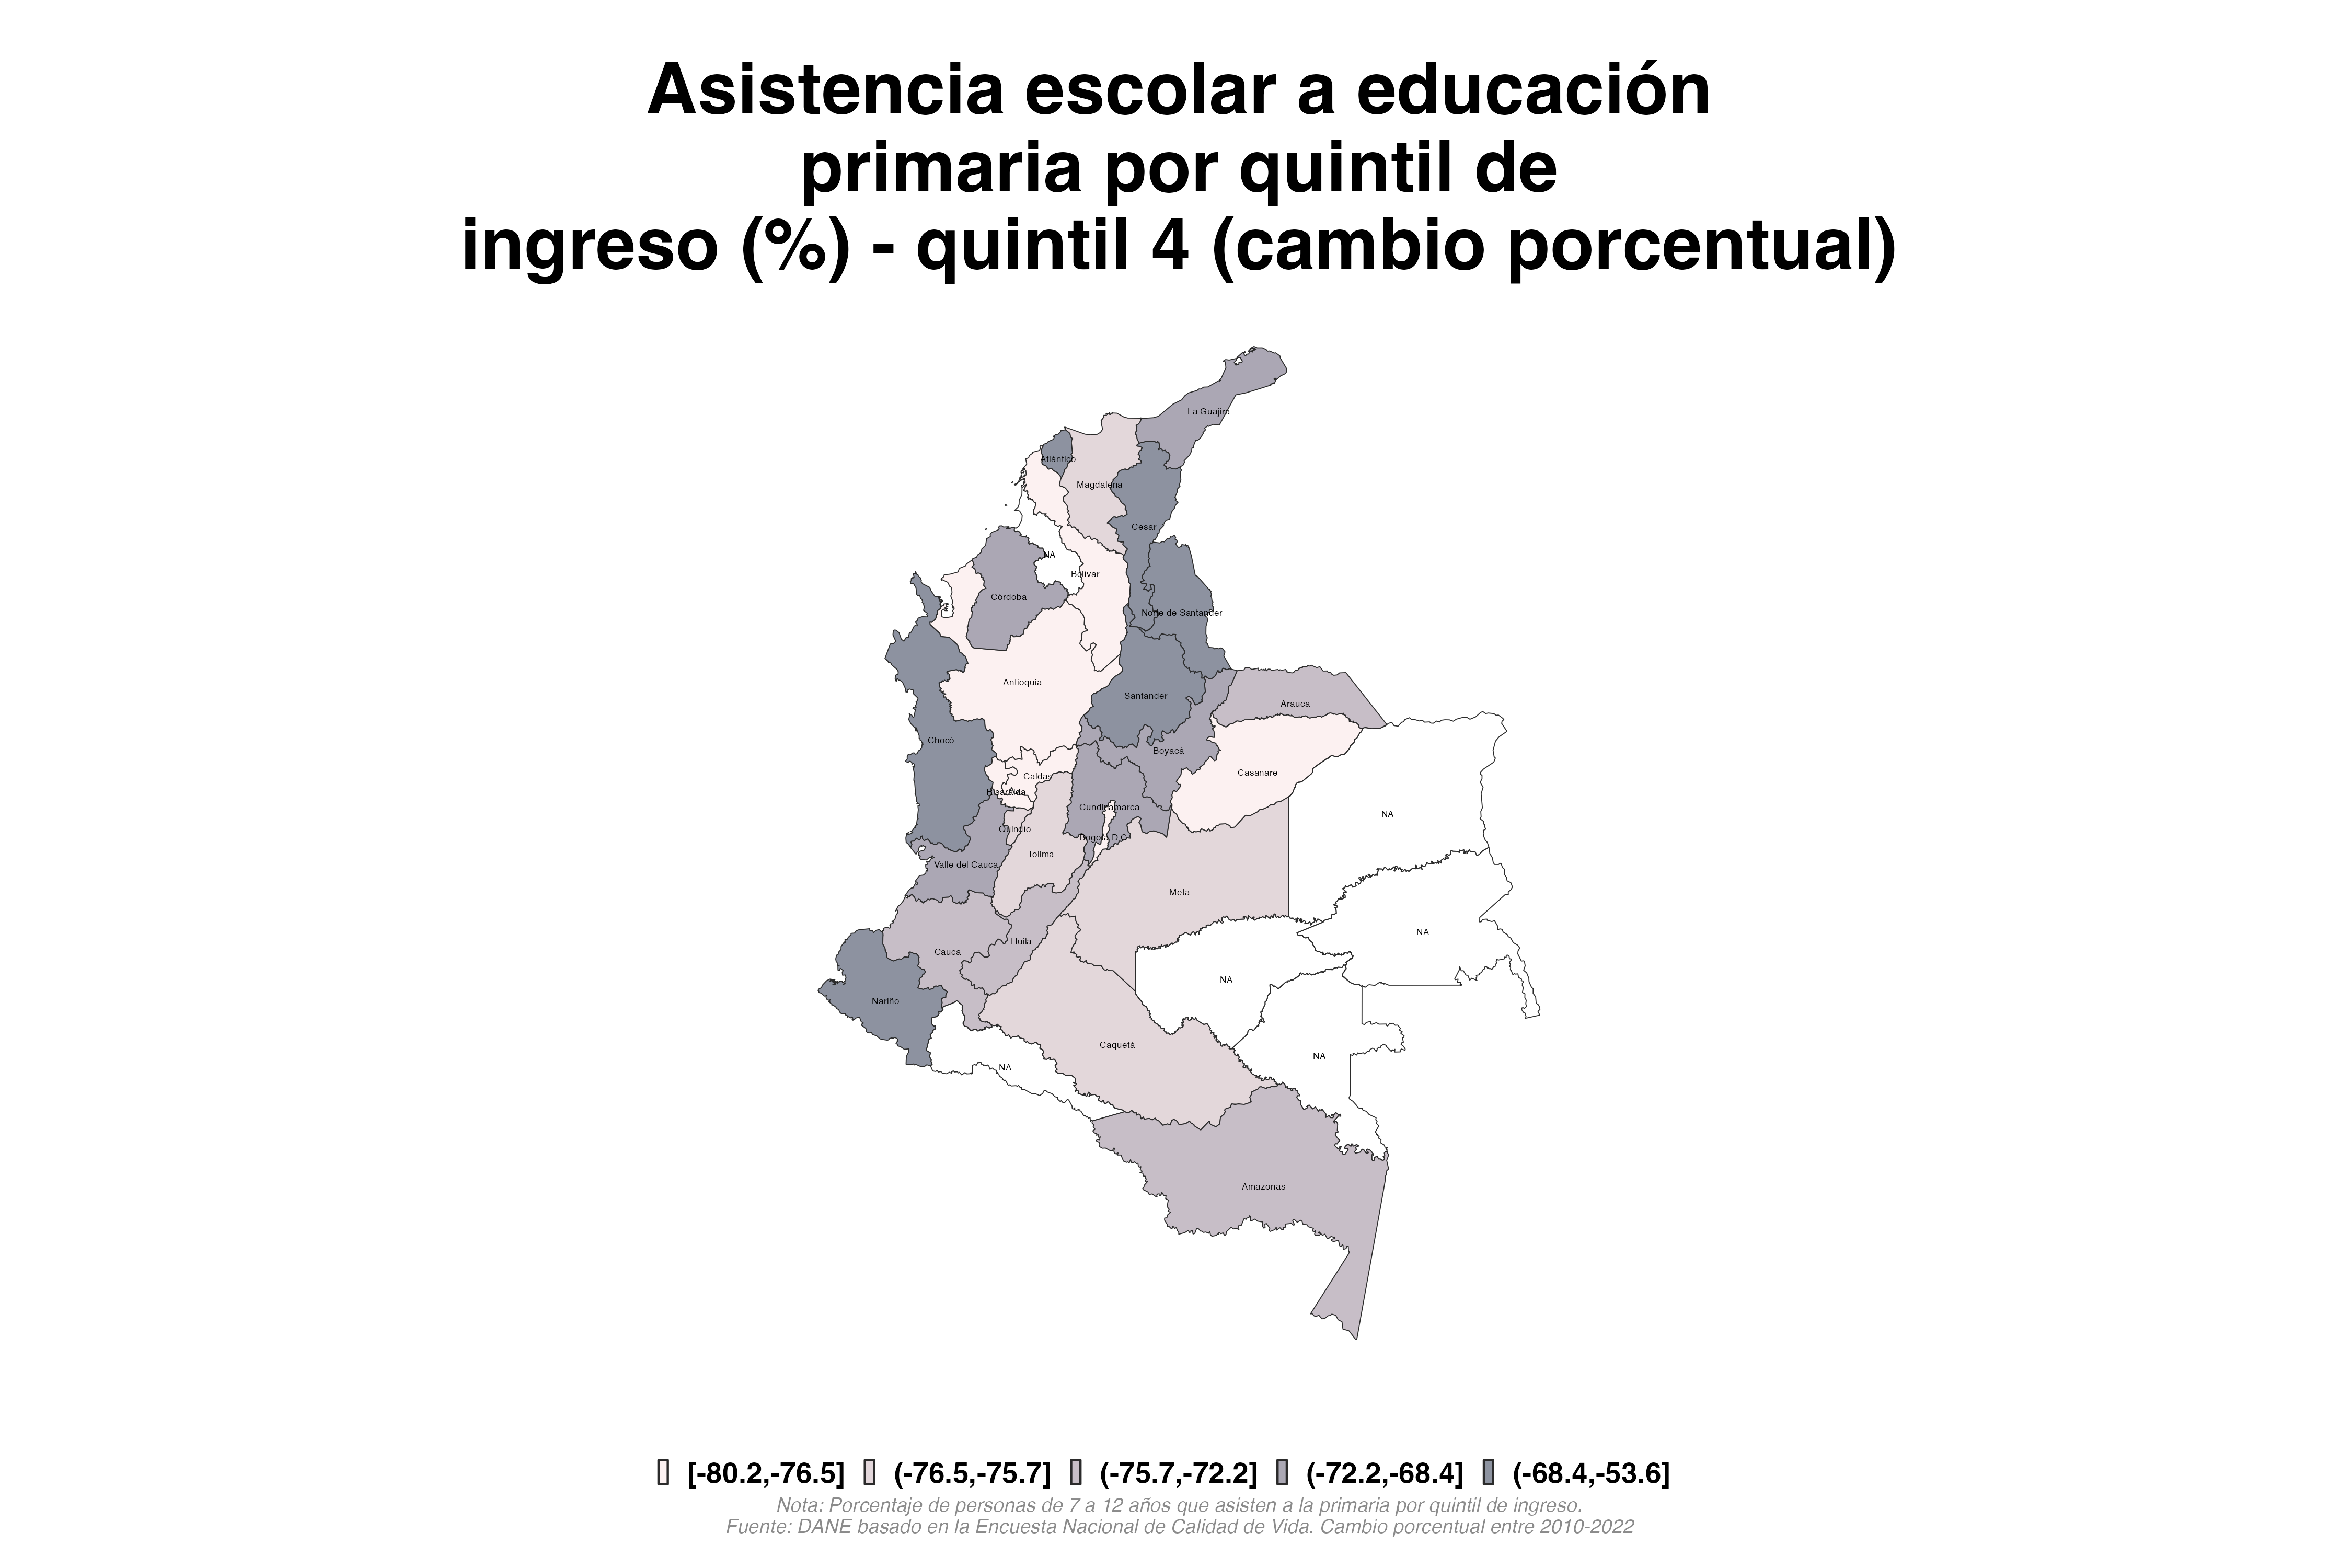 Asistencia escolar a educación
primaria por quintil de
ingreso (%) - quintil 4 (cambio porcentual)
La Guajira
Atlántico
Magdalena
Cesar
NA
Bolívar
Córdoba
Norte de Santander
Antioquia
Santander
Arauca
Chocó
Boyacá
Casanare
Caldas
Risaralda
Cundinamarca
NA
Quindío
Bogotá D.C.
Tolima
Valle del Cauca
Meta
NA
Huila
Cauca
NA
Nariño
Caquetá
NA
NA
Amazonas
[-80.2,-76.5] (-76.5,-75.7] (-75.7,-72.2] (-72.2,-68.4] (-68.4,-53.6]
Nota: Porcentaje de personas de 7 a 12 años que asisten a la primaria por quintil de ingreso.
Fuente: DANE basado en la Encuesta Nacional de Calidad de Vida. Cambio porcentual entre 2010-2022